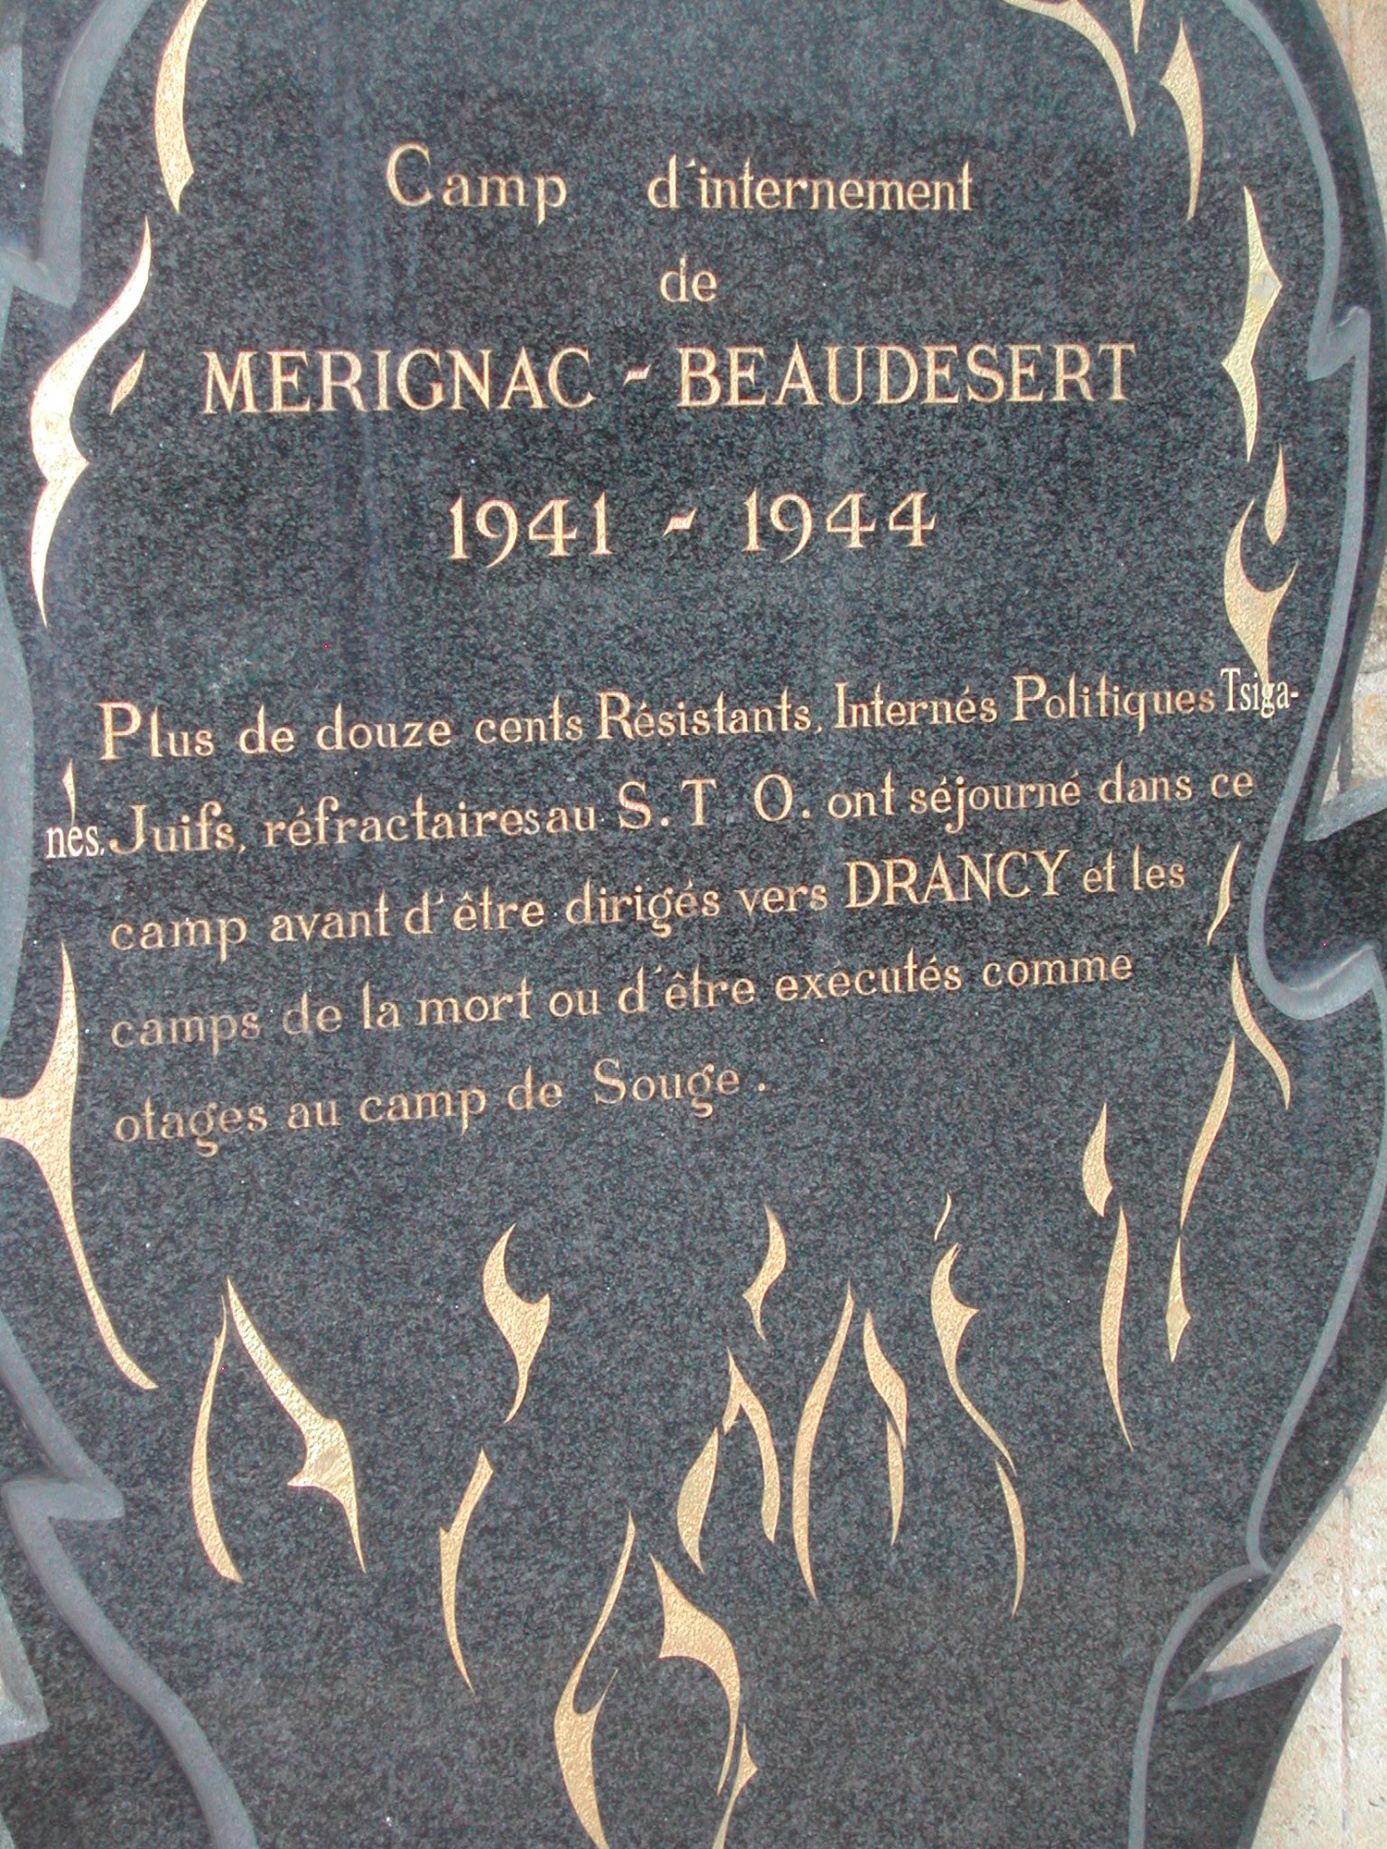 Camp d'internement
de
MERIGNAC - BEAUDESERT
1941 - 1944
Plus de douze cents Résistants, Internés Politiques Tsiga-
nés, Juifs, réfractaires au S. T O. ont séjourné dans ce
camp avant d'être dirigés vers DRANCY et les
camps de la mort ou d'être exécutés comme
otages au camp de Souge .